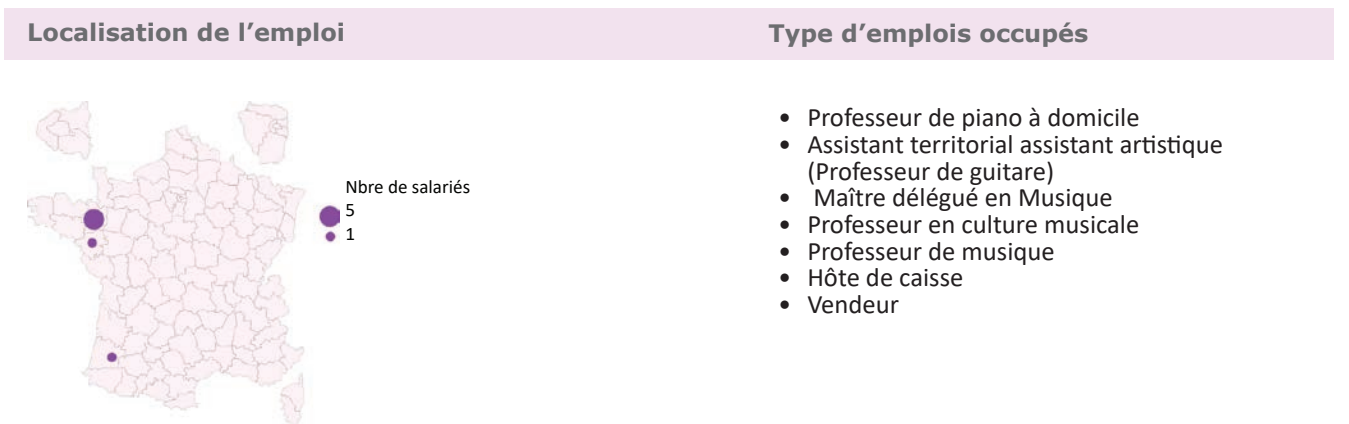 Localisation de l’emploi
Type d’emplois occupés
Nbre de salariés
5
1
• Professeur de piano à domicile
• Assistant territorial assistant artistique
(Professeur de guitare)
• Maître délégué en Musique
• Professeur en culture musicale
• Professeur de musique
• Hôte de caisse
• Vendeur